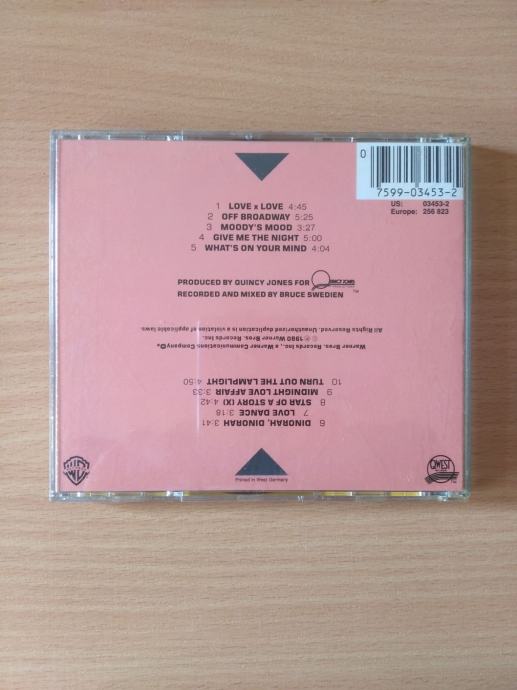 0
7599-03453-2
US: 03453-2
Europe: 256 823
1 LOVE x LOVE 4:45
2 OFF BROADWAY 5:25
3 MOODY'S MOOD 3:27
4 GIVE ME THE NIGHT 5:00
5 WHAT'S ON YOUR MIND 4:04
PRODUCED BY QUINCY JONES FOR QUINCY JONES
RECORDED AND MIXED BY BRUCE SWEDIEN
6 DINORAH, DINORAH 3:41
7 LOVE DANCE 3:18
8 STAR OF A STORY (X) 4:42
9 MIDNIGHT LOVE AFFAIR 3:33
10 TURN OUT THE LAMPLIGHT 4:50
Warner Bros. Records Inc., a Warner Communications Company
℗ © 1980 Warner Bros. Records Inc.
All Rights Reserved. Unauthorized duplication is a violation of applicable laws.
Printed in West Germany
QWEST